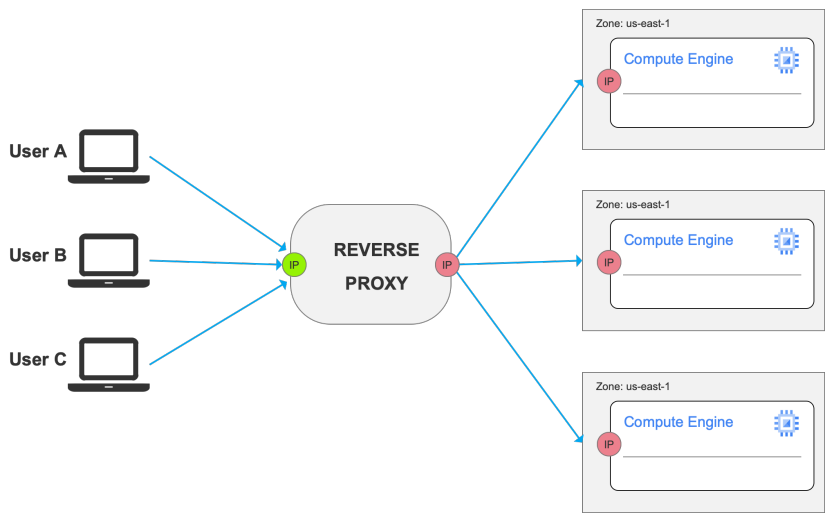 User A
User B
User C
IP
REVERSE
PROXY
IP
Zone: us-east-1
Compute Engine
IP
Zone: us-east-1
Compute Engine
IP
Zone: us-east-1
Compute Engine
IP